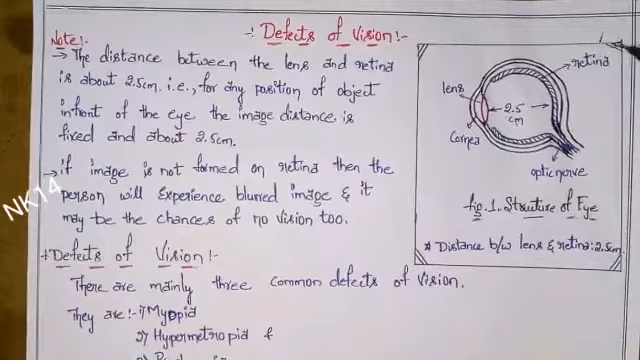 -: Defects of Vision:-
Note:-
→ The distance between the lens and retina
is about 2.5cm. i.e., for any position of object
infront of the eye the image distance is
fixed and about 2.5cm.
→ if image is not formed on retina then the
person will Experience blurred image & it
may be the chances of no vision too.
Defects of Vision:-
There are mainly three common defects of vision.
They are:- 1) Myopia
2) Hypermetropia &
retina
lens
2.5
cm
Cornea
optic nerve
fig.1. Structure of Eye
* Distance b/w lens & retina: 2.5cm
NK14